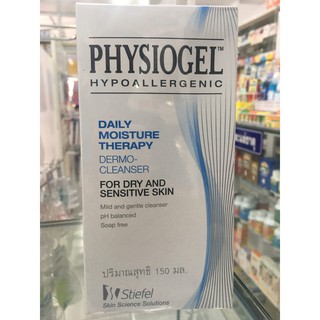 PHYSIOGEL™
HYPOALLERGENIC
DAILY
MOISTURE
THERAPY
DERMO-
CLEANSER
FOR DRY AND
SENSITIVE SKIN
Mild and gentle cleanser
pH balanced
Soap free
ปริมาณสุทธิ 150 มล.
Stiefel
Skin Science Solutions